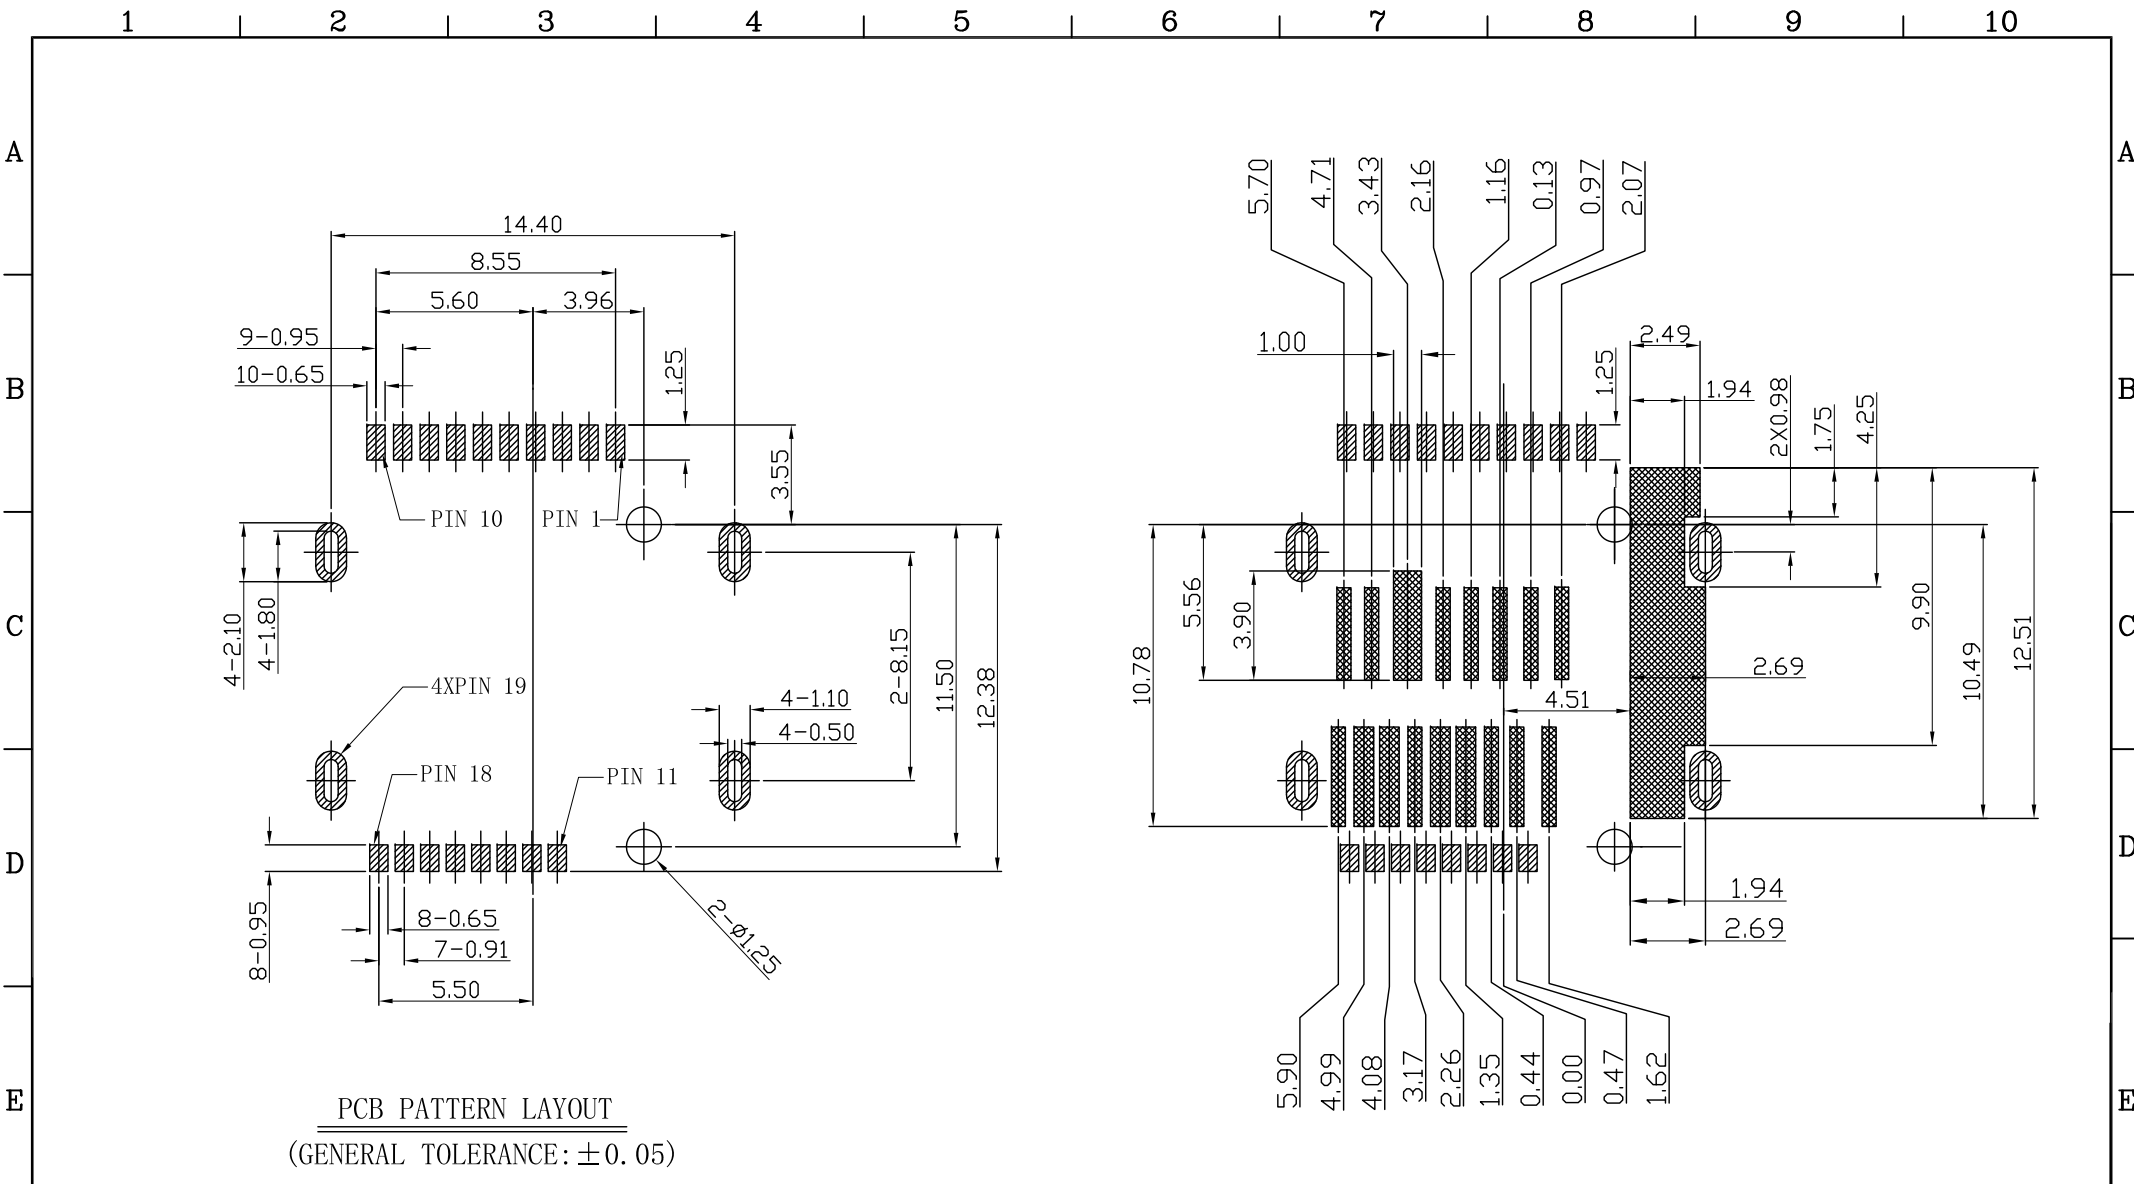 1 2 3 4 5 6 7 8 9 10
A A
B B
C C
D D
E E
14.40
8.55
5.60 3.96
9-0.95
10-0.65
1.25
3.55
PIN 10 PIN 1
4-2.10
4-1.80
4XPIN 19
2-8.15
11.50
12.38
4-1.10
4-0.50
PIN 18 PIN 11
8-0.95
8-0.65
7-0.91
5.50
2-ø1.25
PCB PATTERN LAYOUT
(GENERAL TOLERANCE:±0.05)
5.70 4.71 3.43 2.16 1.16 0.13 0.97 2.07
1.00
1.25
2.49
1.94
2X0.98
1.75
4.25
5.56
3.90
10.78
9.90
10.49
12.51
2.69
4.51
1.94
2.69
5.90 4.99 4.08 3.17 2.26 1.35 0.44 0.00 0.47 1.62